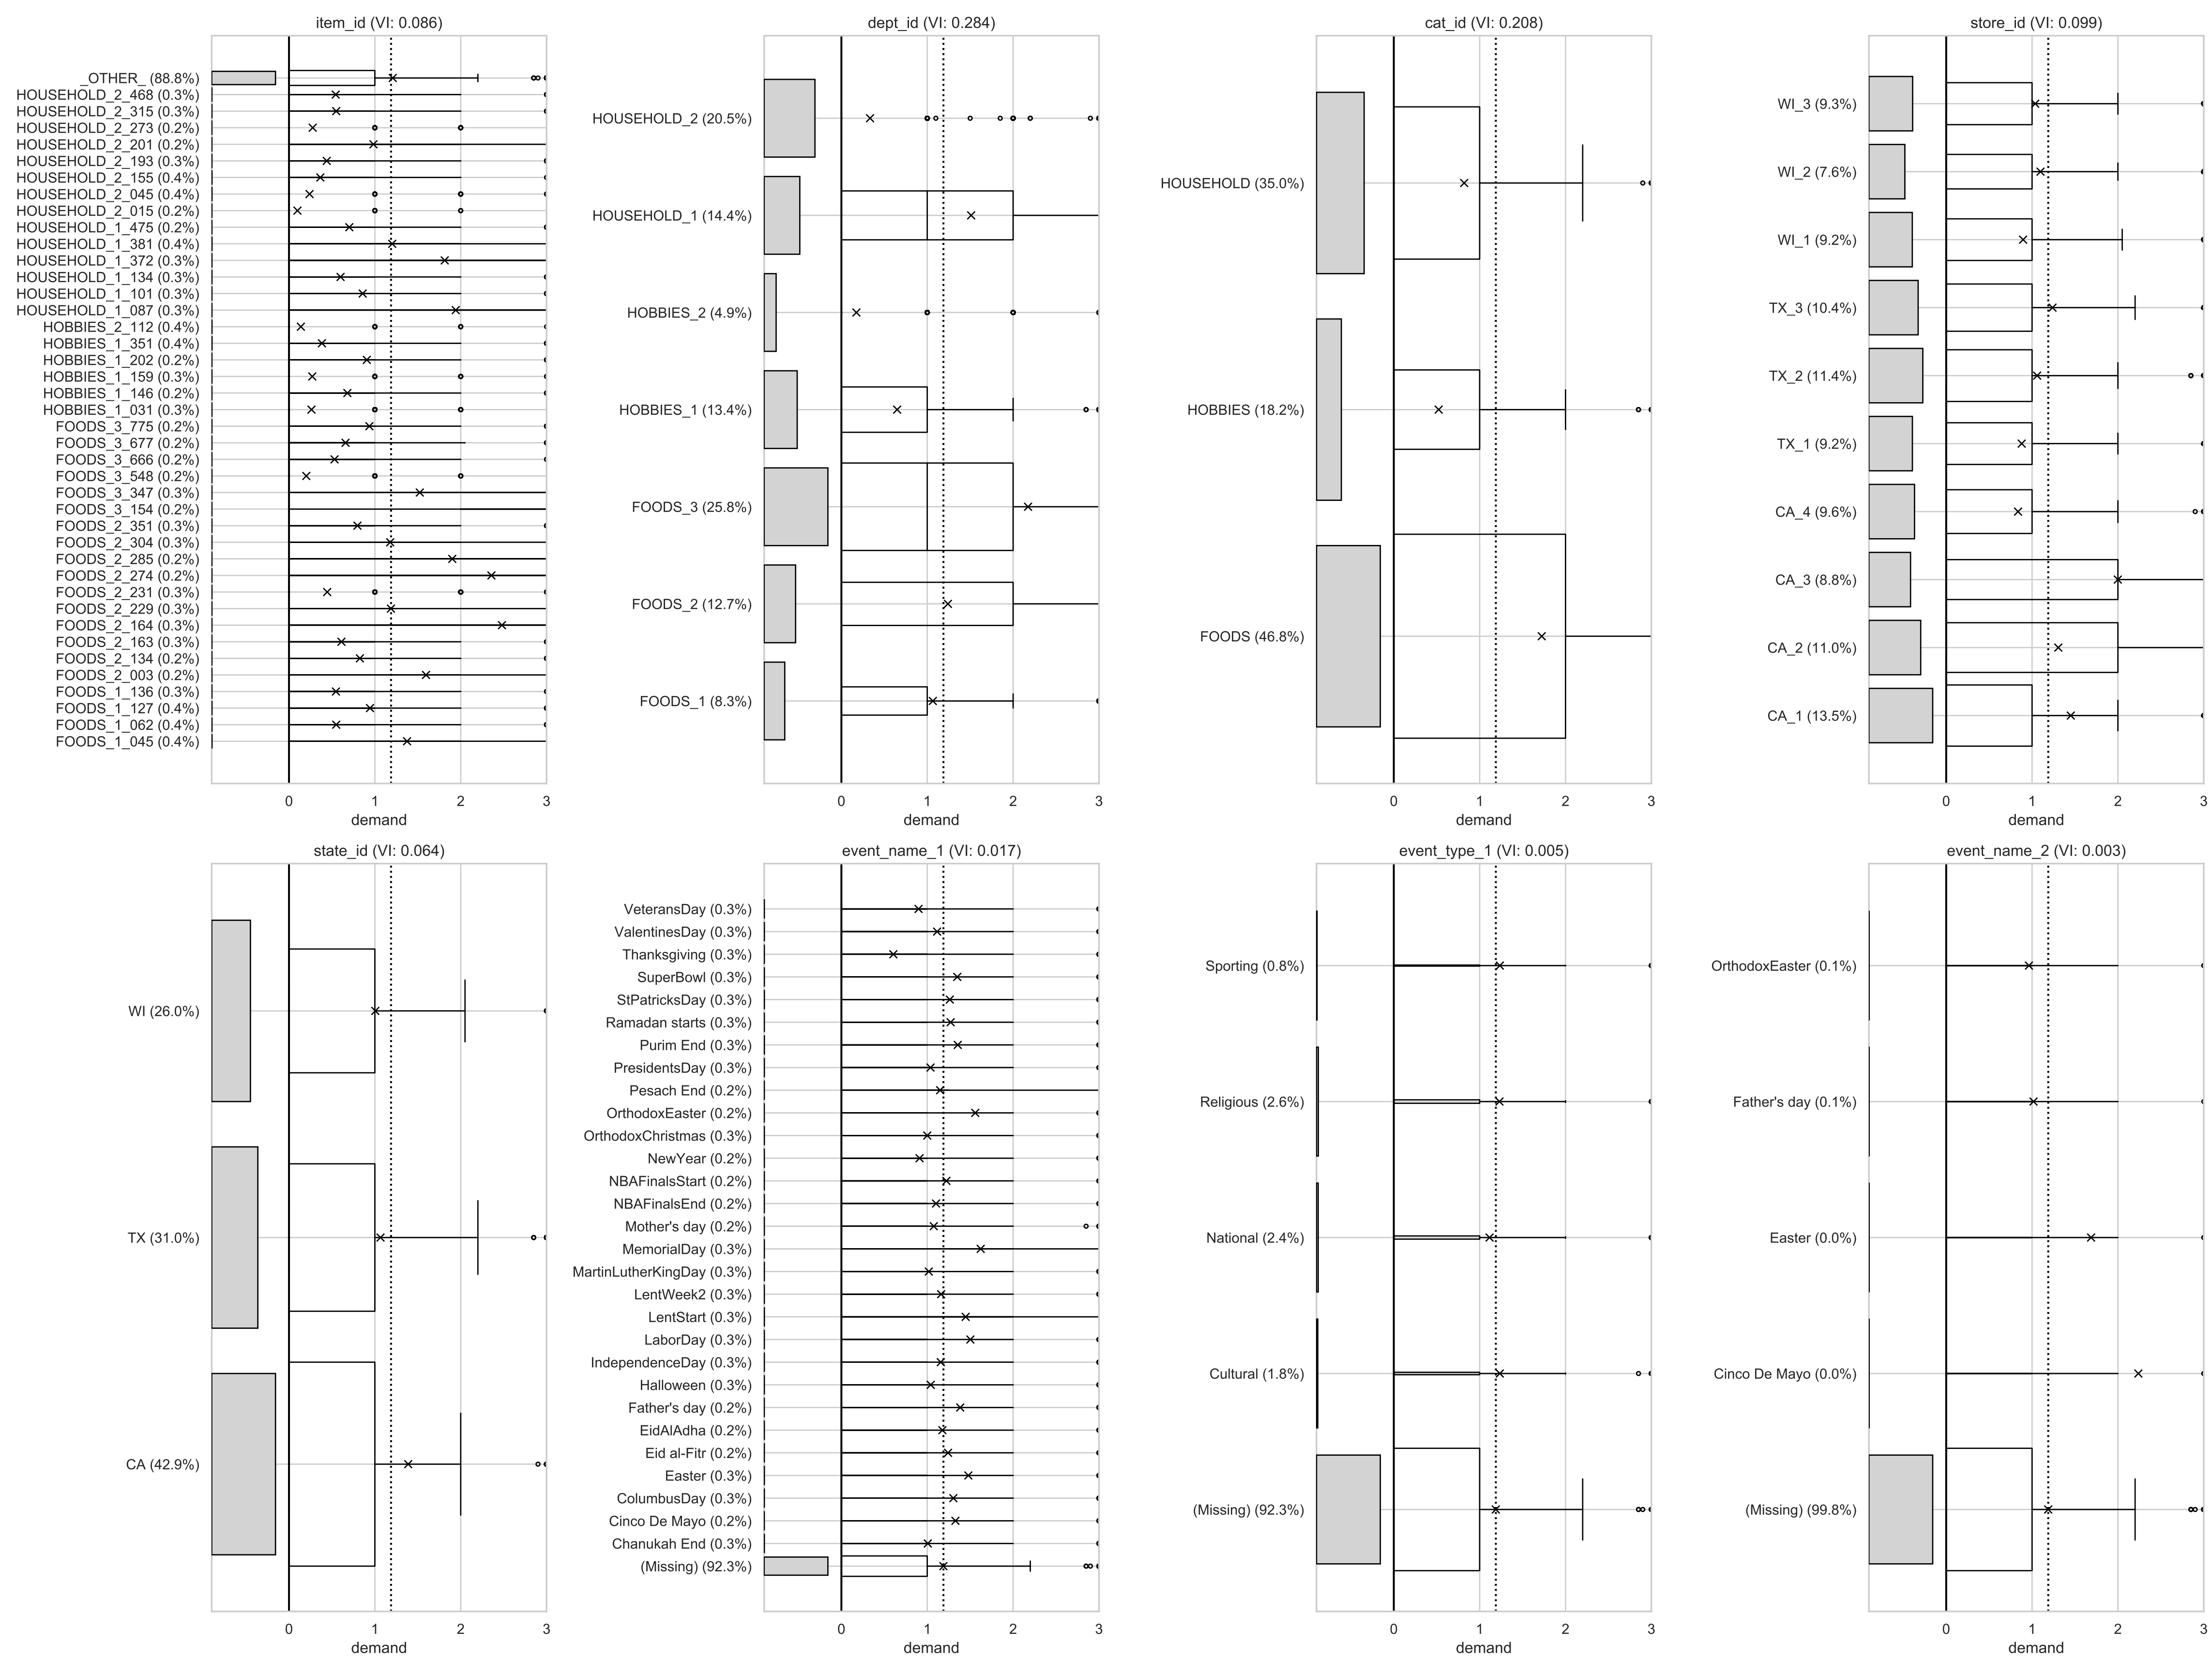 item_id (VI: 0.086)
_OTHER_ (88.8%)
HOUSEHOLD_2_468 (0.3%)
HOUSEHOLD_2_315 (0.3%)
HOUSEHOLD_2_273 (0.2%)
HOUSEHOLD_2_201 (0.2%)
HOUSEHOLD_2_193 (0.3%)
HOUSEHOLD_2_155 (0.4%)
HOUSEHOLD_2_045 (0.4%)
HOUSEHOLD_2_015 (0.2%)
HOUSEHOLD_1_475 (0.2%)
HOUSEHOLD_1_381 (0.4%)
HOUSEHOLD_1_372 (0.3%)
HOUSEHOLD_1_134 (0.3%)
HOUSEHOLD_1_101 (0.3%)
HOUSEHOLD_1_087 (0.3%)
HOBBIES_2_112 (0.4%)
HOBBIES_1_351 (0.4%)
HOBBIES_1_202 (0.2%)
HOBBIES_1_159 (0.3%)
HOBBIES_1_146 (0.2%)
HOBBIES_1_031 (0.3%)
FOODS_3_775 (0.2%)
FOODS_3_677 (0.2%)
FOODS_3_666 (0.2%)
FOODS_3_548 (0.2%)
FOODS_3_347 (0.3%)
FOODS_3_154 (0.2%)
FOODS_2_351 (0.3%)
FOODS_2_304 (0.3%)
FOODS_2_285 (0.2%)
FOODS_2_274 (0.2%)
FOODS_2_231 (0.3%)
FOODS_2_229 (0.3%)
FOODS_2_164 (0.3%)
FOODS_2_163 (0.3%)
FOODS_2_134 (0.2%)
FOODS_2_003 (0.2%)
FOODS_1_136 (0.3%)
FOODS_1_127 (0.4%)
FOODS_1_062 (0.4%)
FOODS_1_045 (0.4%)
0 1 2 3
demand
dept_id (VI: 0.284)
HOUSEHOLD_2 (20.5%)
HOUSEHOLD_1 (14.4%)
HOBBIES_2 (4.9%)
HOBBIES_1 (13.4%)
FOODS_3 (25.8%)
FOODS_2 (12.7%)
FOODS_1 (8.3%)
0 1 2 3
demand
cat_id (VI: 0.208)
HOUSEHOLD (35.0%)
HOBBIES (18.2%)
FOODS (46.8%)
0 1 2 3
demand
store_id (VI: 0.099)
WI_3 (9.3%)
WI_2 (7.6%)
WI_1 (9.2%)
TX_3 (10.4%)
TX_2 (11.4%)
TX_1 (9.2%)
CA_4 (9.6%)
CA_3 (8.8%)
CA_2 (11.0%)
CA_1 (13.5%)
0 1 2 3
demand
state_id (VI: 0.064)
WI (26.0%)
TX (31.0%)
CA (42.9%)
0 1 2 3
demand
event_name_1 (VI: 0.017)
VeteransDay (0.3%)
ValentinesDay (0.3%)
Thanksgiving (0.3%)
SuperBowl (0.3%)
StPatricksDay (0.3%)
Ramadan starts (0.3%)
Purim End (0.3%)
PresidentsDay (0.3%)
Pesach End (0.2%)
OrthodoxEaster (0.2%)
OrthodoxChristmas (0.3%)
NewYear (0.2%)
NBAFinalsStart (0.2%)
NBAFinalsEnd (0.2%)
Mother's day (0.2%)
MemorialDay (0.3%)
MartinLutherKingDay (0.3%)
LentWeek2 (0.3%)
LentStart (0.3%)
LaborDay (0.3%)
IndependenceDay (0.3%)
Halloween (0.3%)
Father's day (0.2%)
EidAlAdha (0.2%)
Eid al-Fitr (0.2%)
Easter (0.3%)
ColumbusDay (0.3%)
Cinco De Mayo (0.2%)
Chanukah End (0.3%)
(Missing) (92.3%)
0 1 2 3
demand
event_type_1 (VI: 0.005)
Sporting (0.8%)
Religious (2.6%)
National (2.4%)
Cultural (1.8%)
(Missing) (92.3%)
0 1 2 3
demand
event_name_2 (VI: 0.003)
OrthodoxEaster (0.1%)
Father's day (0.1%)
Easter (0.0%)
Cinco De Mayo (0.0%)
(Missing) (99.8%)
0 1 2 3
demand